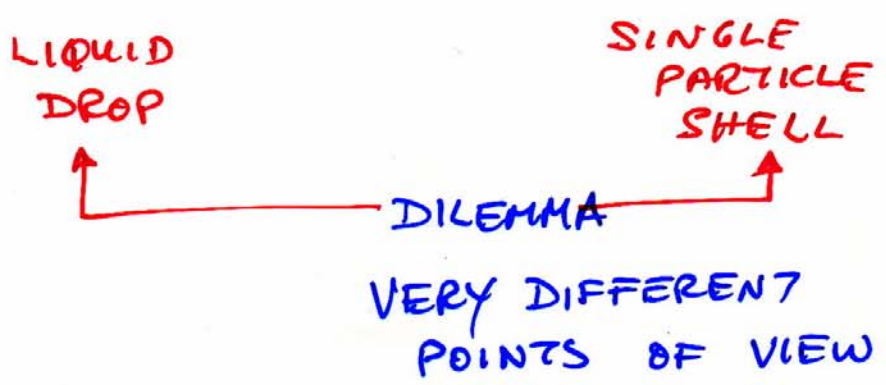 LIQUID
DROP
SINGLE
PARTICLE
SHELL
DILEMMA
VERY DIFFERENT
POINTS OF VIEW